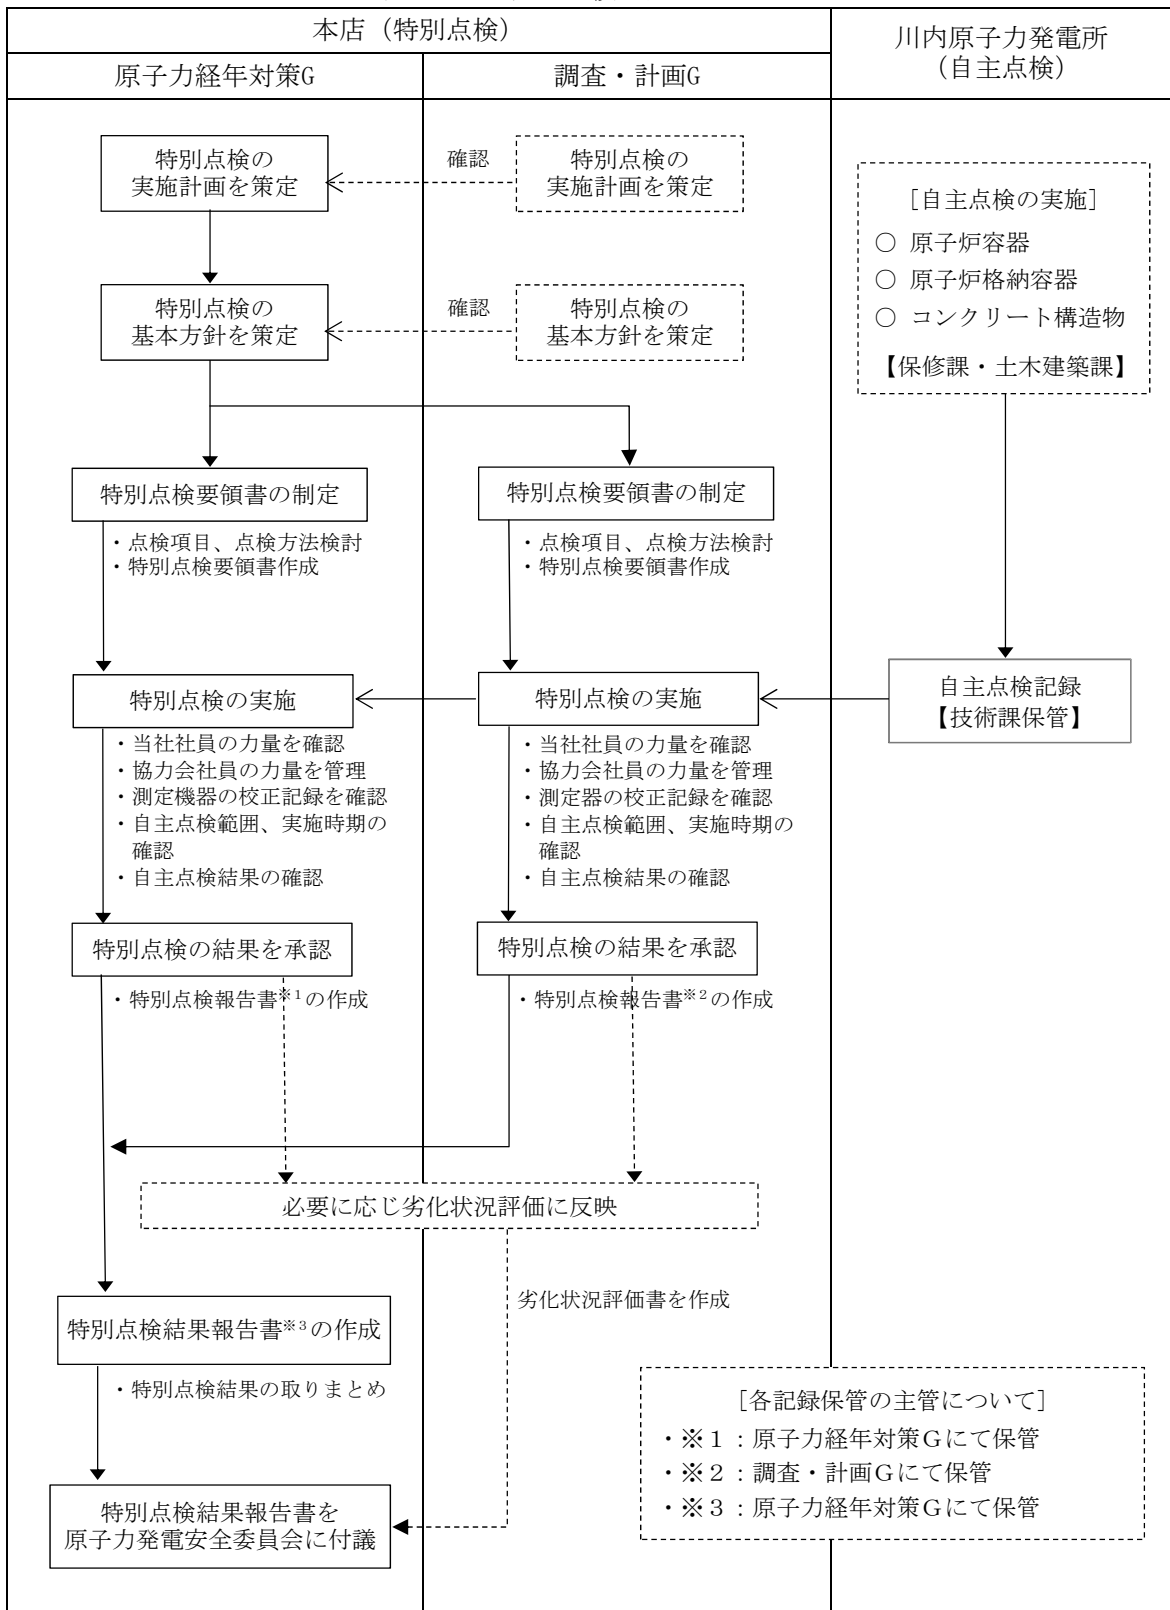 本店（特別点検）
川内原子力発電所
（自主点検）
原子力経年対策G
調査・計画G
特別点検の
実施計画を策定
確認
特別点検の
実施計画を策定
［自主点検の実施］
○ 原子炉容器
○ 原子炉格納容器
○ コンクリート構造物
【保修課・土木建築課】
特別点検の
基本方針を策定
確認
特別点検の
基本方針を策定
特別点検要領書の制定
・点検項目、点検方法検討
・特別点検要領書作成
特別点検要領書の制定
・点検項目、点検方法検討
・特別点検要領書作成
特別点検の実施
・当社社員の力量を確認
・協力会社員の力量を管理
・測定機器の校正記録を確認
・自主点検範囲、実施時期の
確認
・自主点検結果の確認
特別点検の実施
・当社社員の力量を確認
・協力会社員の力量を管理
・測定器の校正記録を確認
・自主点検範囲、実施時期の
確認
・自主点検結果の確認
自主点検記録
【技術課保管】
特別点検の結果を承認
・特別点検報告書※1の作成
特別点検の結果を承認
・特別点検報告書※2の作成
必要に応じ劣化状況評価に反映
劣化状況評価書を作成
特別点検結果報告書※3の作成
・特別点検結果の取りまとめ
特別点検結果報告書を
原子力発電安全委員会に付議
［各記録保管の主管について］
・※１：原子力経年対策Ｇにて保管
・※２：調査・計画Ｇにて保管
・※３：原子力経年対策Ｇにて保管